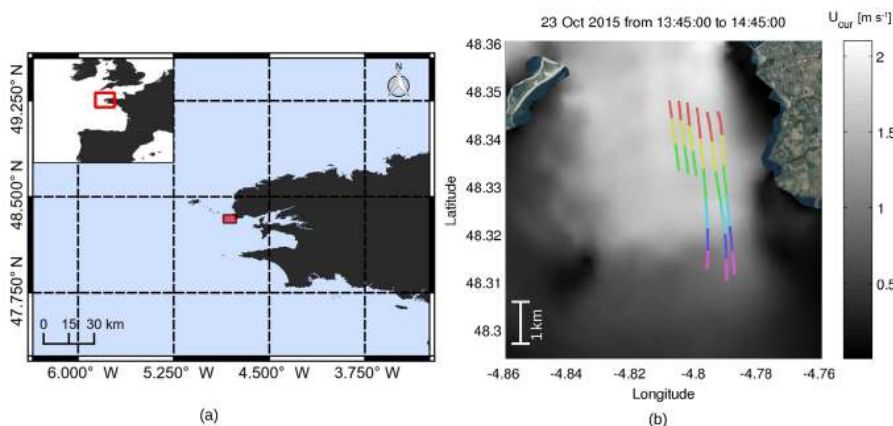 23 Oct 2015 from 13:45:00 to 14:45:00
U_cur [m s⁻¹]
N
49.250° N
48.500° N
47.750° N
0 15 30 km
6.000° W 5.250° W 4.500° W 3.750° W
(a)
48.36
48.35
48.34
48.33
48.32
48.31
48.3
Latitude
1 km
-4.86 -4.84 -4.82 -4.8 -4.78 -4.76
Longitude
(b)
2
1.5
1
0.5